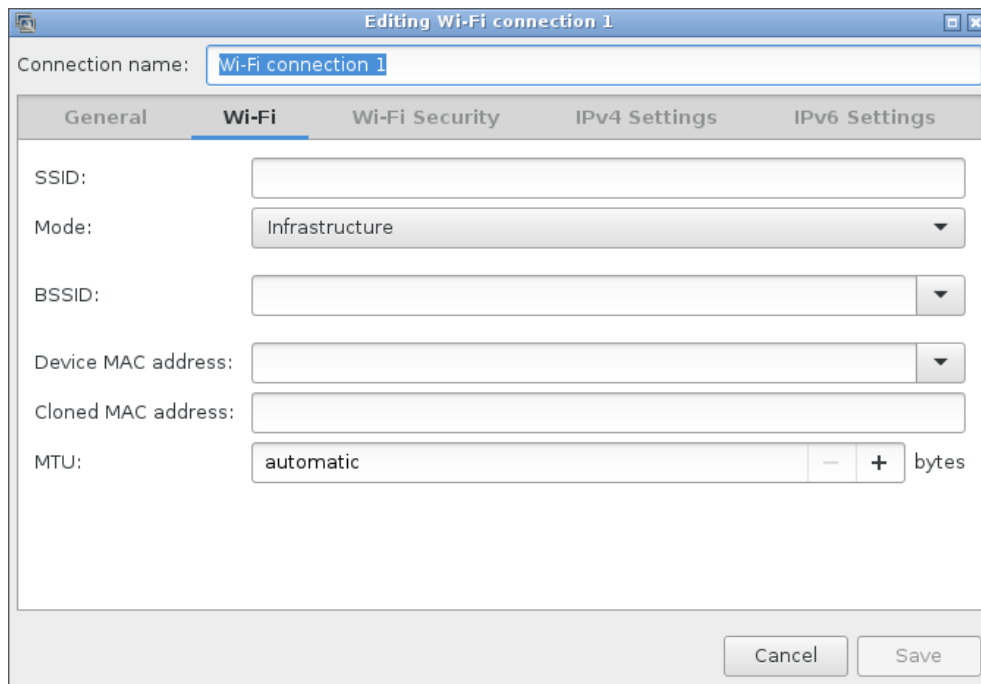 Editing Wi-Fi connection 1
Connection name: Wi-Fi connection 1
General Wi-Fi Wi-Fi Security IPv4 Settings IPv6 Settings
SSID:
Mode: Infrastructure
BSSID:
Device MAC address:
Cloned MAC address:
MTU: automatic − + bytes
Cancel Save